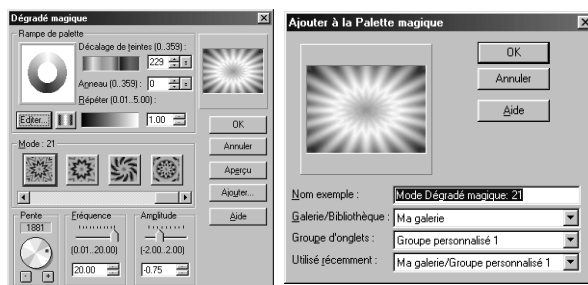 Dégradé magique
Rampe de palette
Décalage de teintes (0..359) :
229
Anneau (0..359) :
0
Répéter (0.01..5.00) :
Editer...
1.00
OK
Annuler
Aperçu
Ajouter...
Aide
Mode : 21
Pente
1881
Fréquence
(0.01..20.00)
20.00
Amplitude
(-2.00..2.00)
-0.75
Ajouter à la Palette magique
OK
Annuler
Aide
Nom exemple :
Mode Dégradé magique: 21
Galerie/Bibliothèque :
Ma galerie
Groupe d'onglets :
Groupe personnalisé 1
Utilisé récemment :
Ma galerie/Groupe personnalisé 1